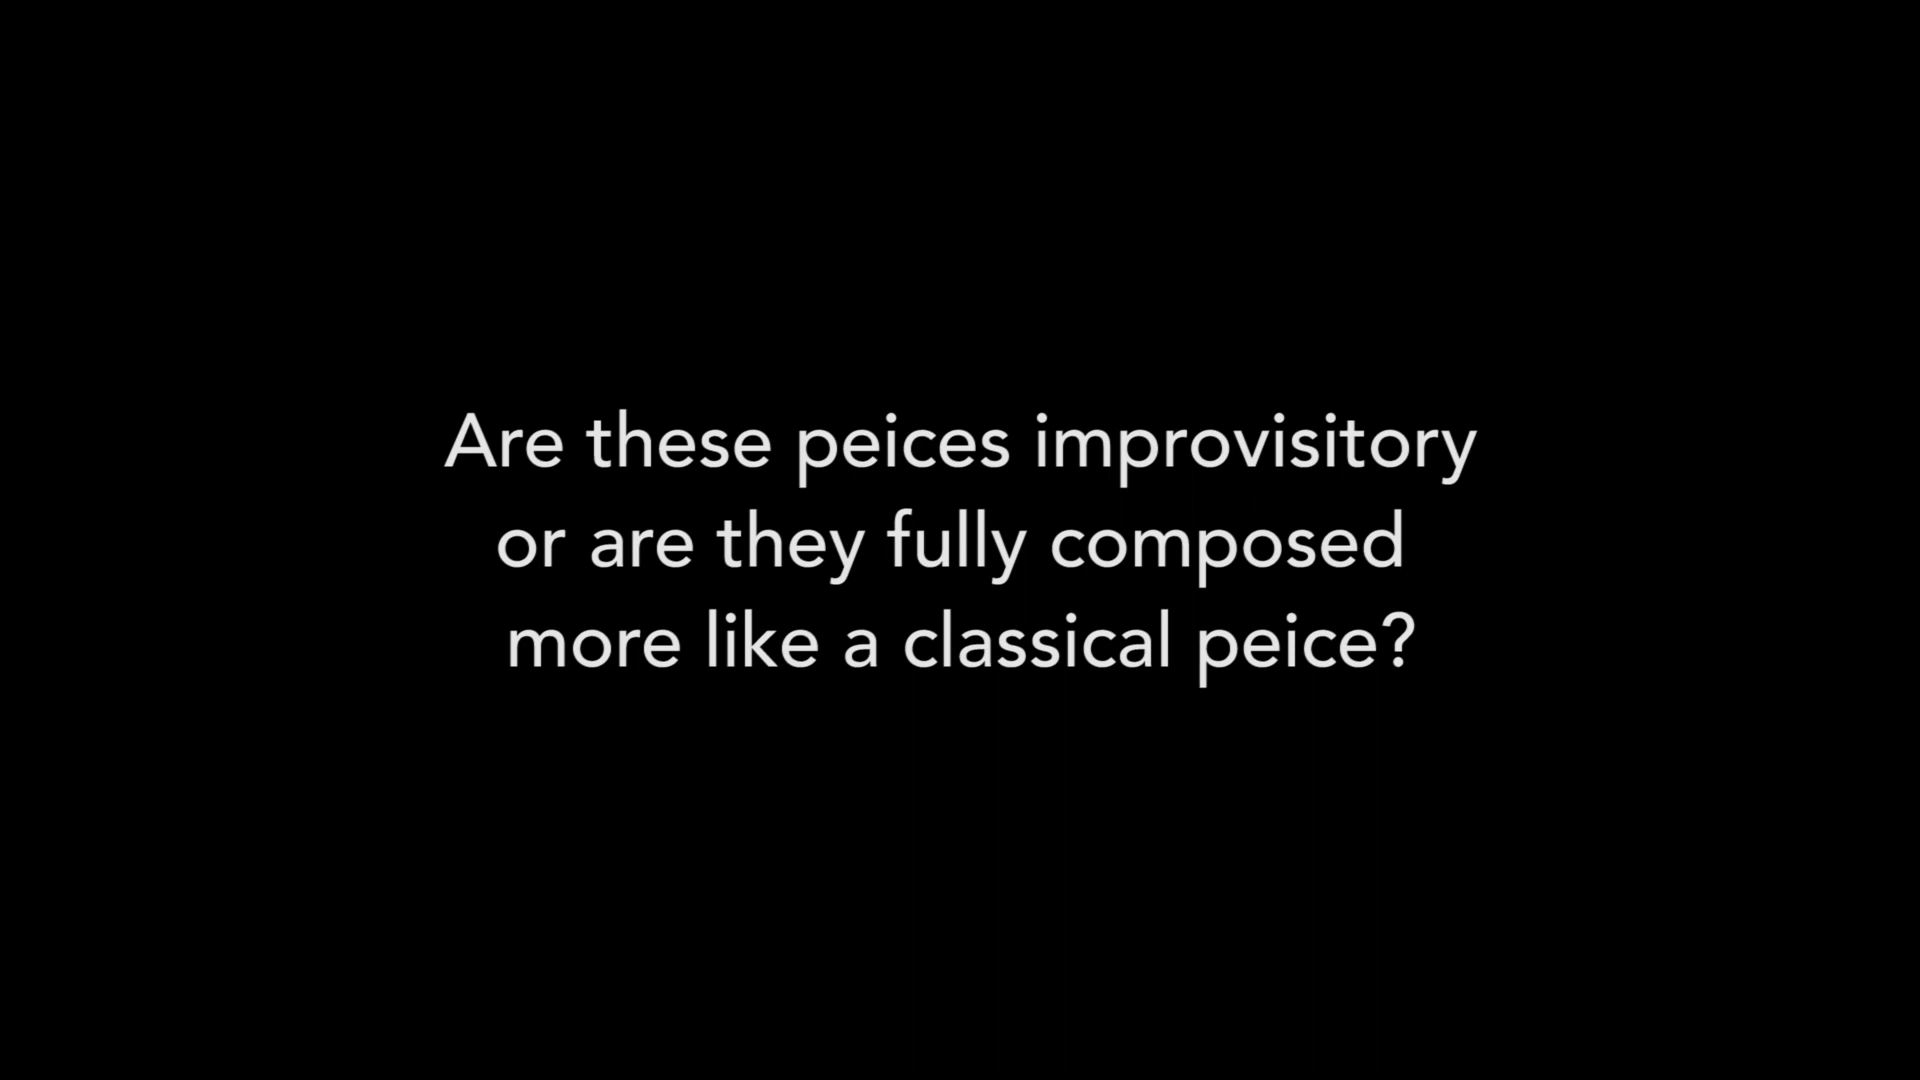 Are these peices improvisitory
or are they fully composed
more like a classical peice?